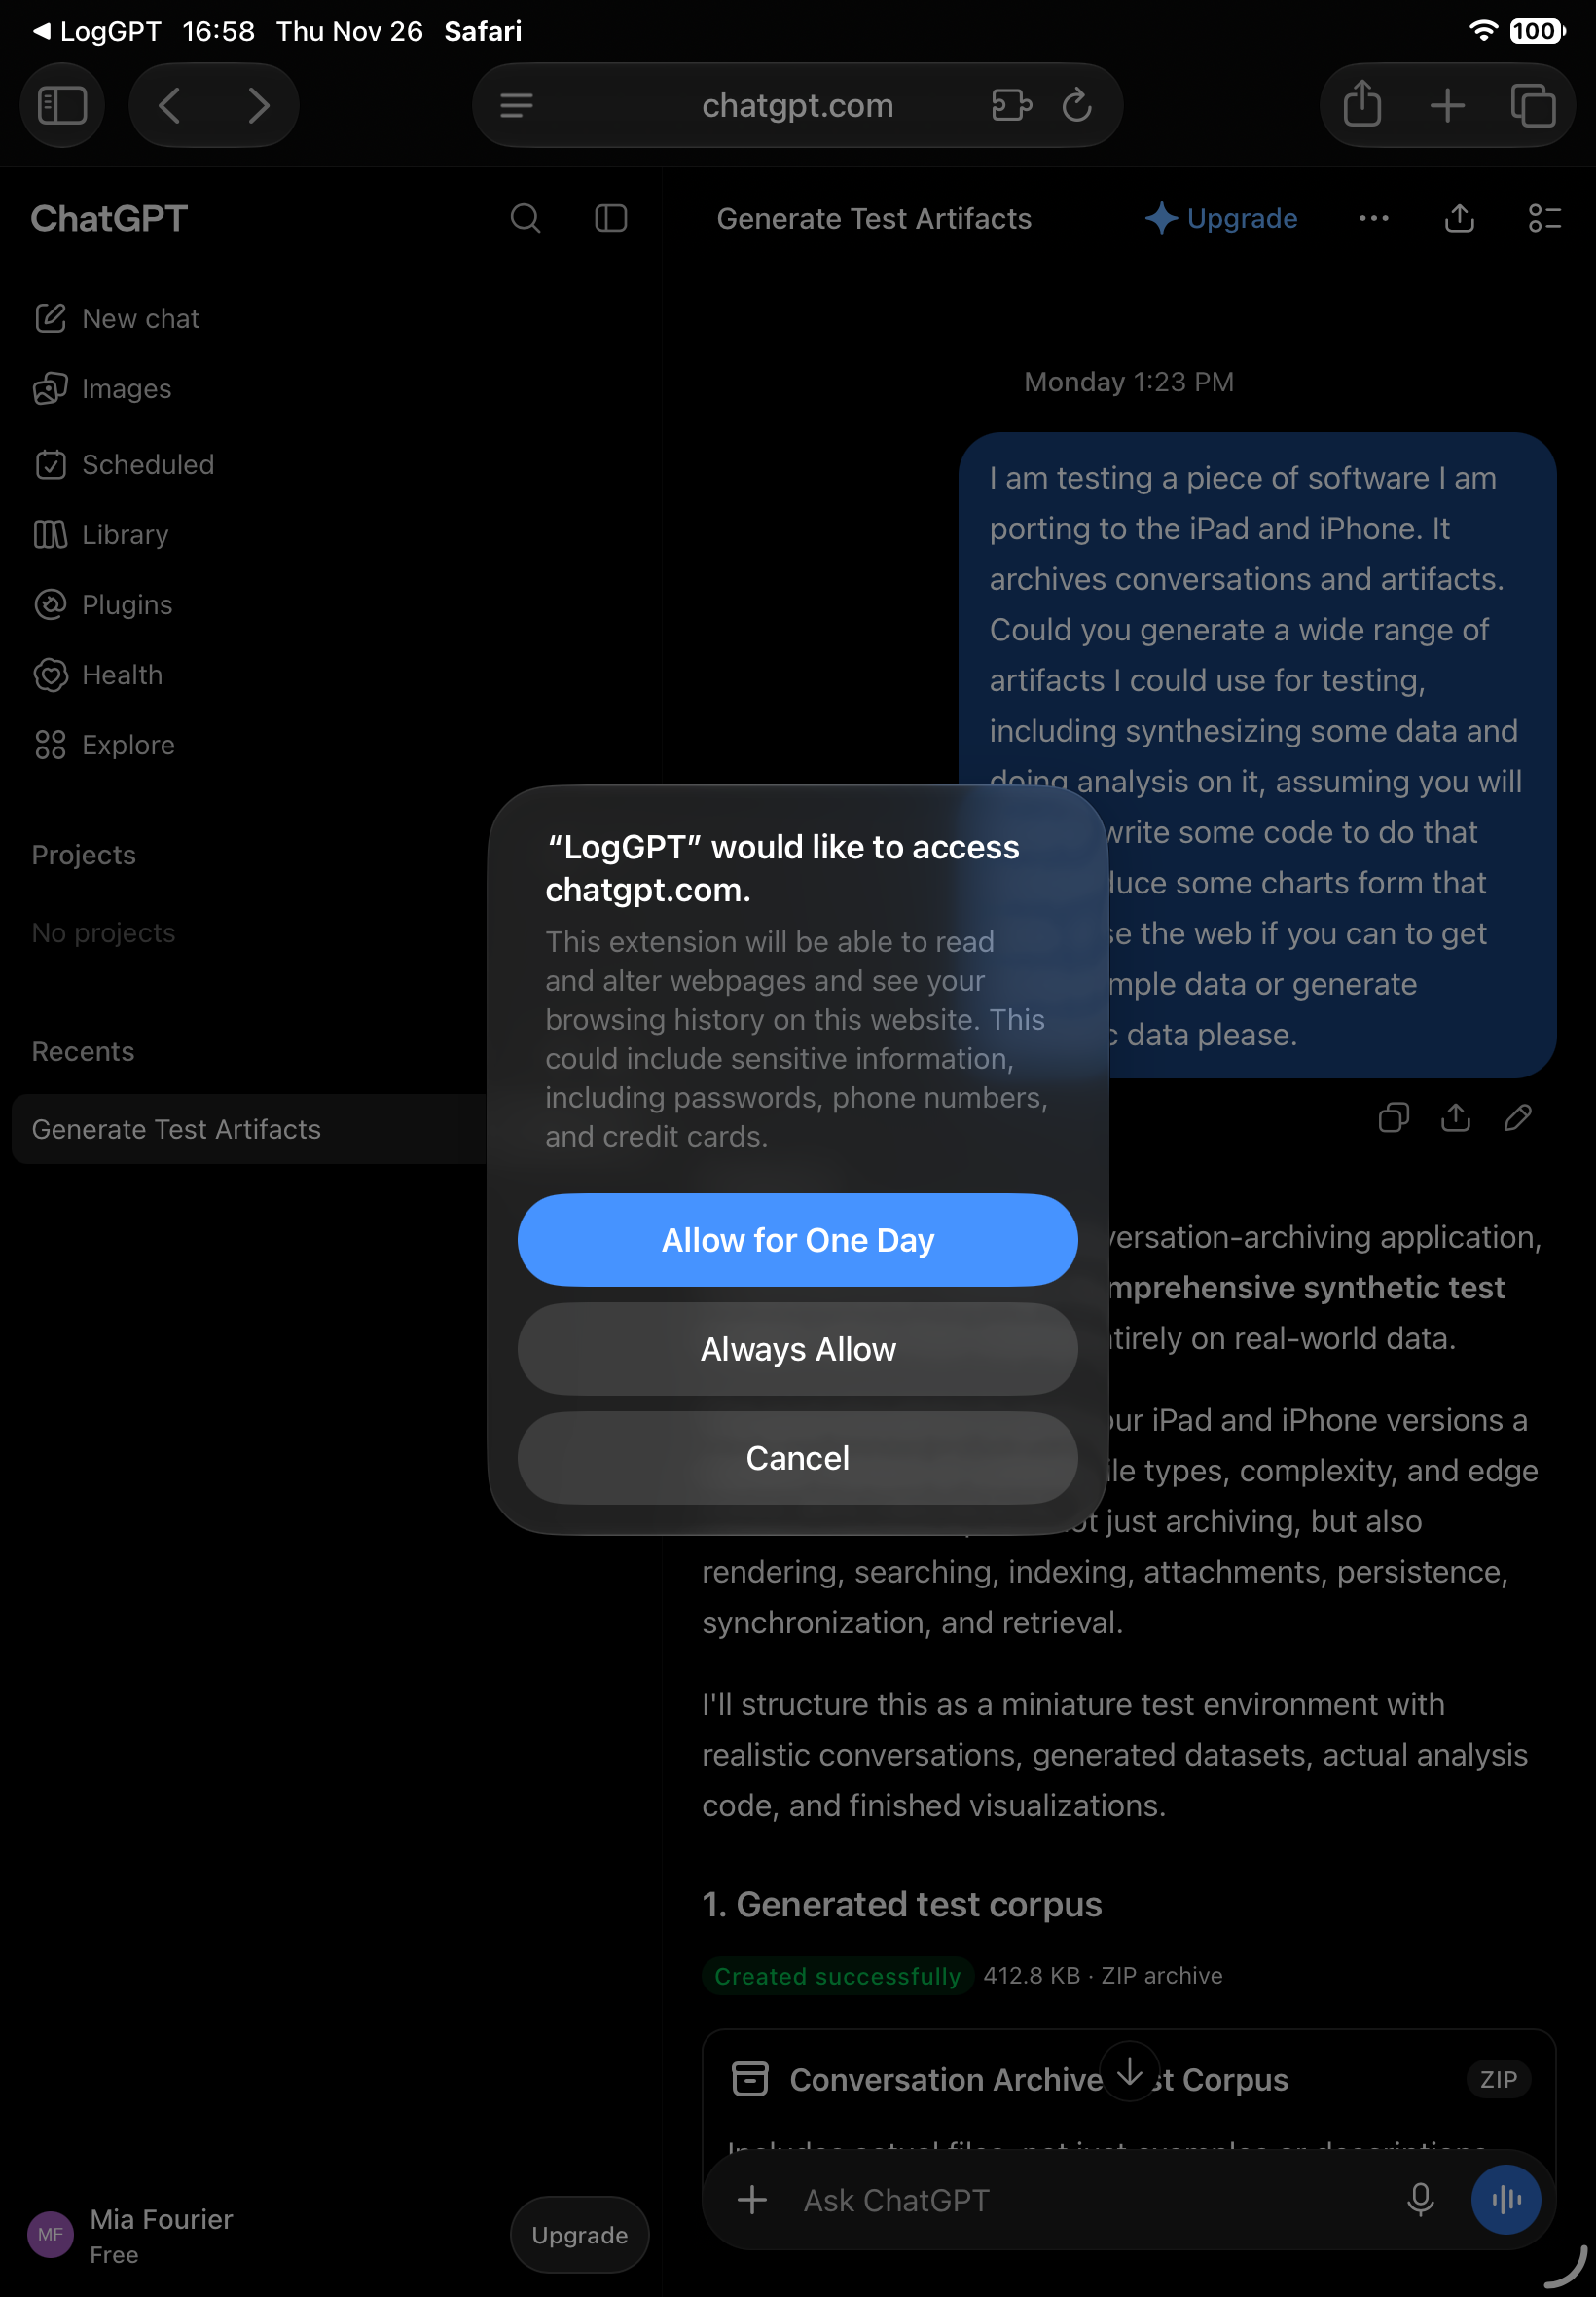 ◀ LogGPT 16:58 Thu Nov 26 Safari
100
chatgpt.com
ChatGPT
Generate Test Artifacts
Upgrade
New chat
Images
Scheduled
Library
Plugins
Health
Explore
Projects
No projects
Recents
Generate Test Artifacts
Monday 1:23 PM
I am testing a piece of software I am
porting to the iPad and iPhone. It
archives conversations and artifacts.
Could you generate a wide range of
artifacts I could use for testing,
including synthesizing some data and
doing analysis on it, assuming you will
write some code to do that
some charts form that
the web if you can to get
data or generate
data please.
“LogGPT” would like to access
chatgpt.com.
This extension will be able to read
and alter webpages and see your
browsing history on this website. This
could include sensitive information,
including passwords, phone numbers,
and credit cards.
Allow for One Day
Always Allow
Cancel
application,
synthetic test
on real-world data.
iPad and iPhone versions a
types, complexity, and edge
just archiving, but also
rendering, searching, indexing, attachments, persistence,
synchronization, and retrieval.
I'll structure this as a miniature test environment with
realistic conversations, generated datasets, actual analysis
code, and finished visualizations.
1. Generated test corpus
Created successfully 412.8 KB · ZIP archive
Conversation Archive Corpus
ZIP
Ask ChatGPT
MF
Mia Fourier
Free
Upgrade